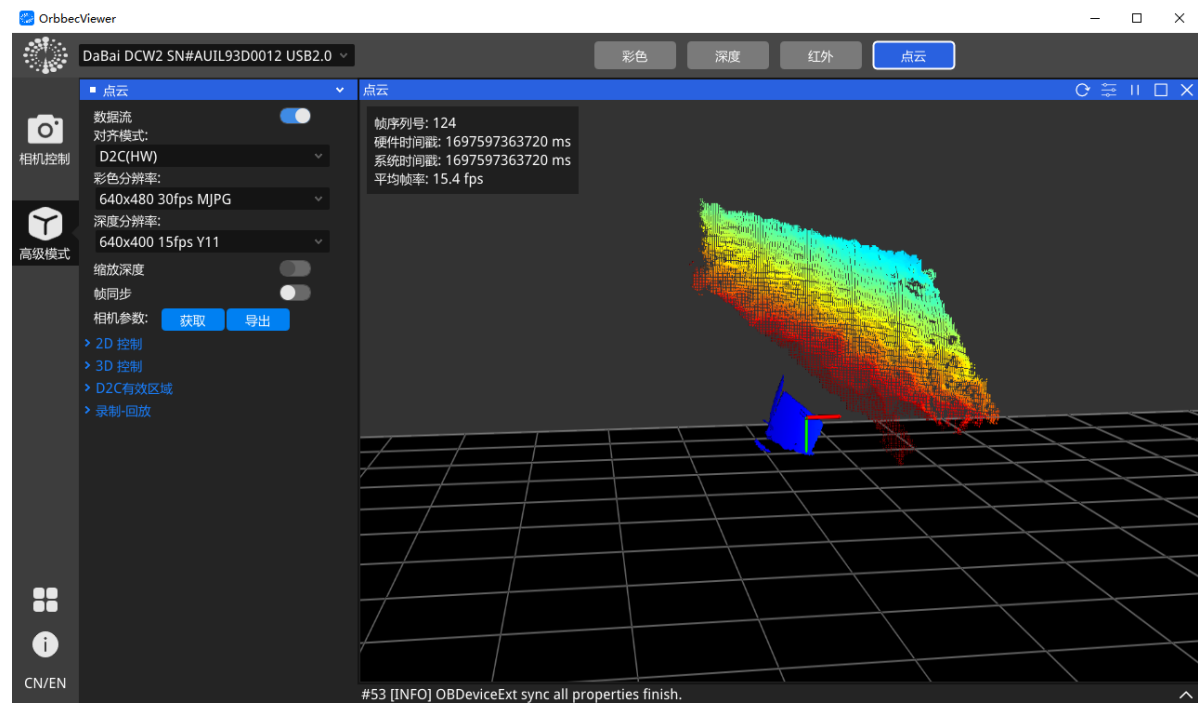 OrbbecViewer
DaBai DCW2 SN#AUIL93D0012 USB2.0
彩色
深度
红外
点云
相机控制
高级模式
CN/EN
点云
数据流
对齐模式:
D2C(HW)
彩色分辨率:
640x480 30fps MJPG
深度分辨率:
640x400 15fps Y11
缩放深度
帧同步
相机参数: 获取 导出
2D 控制
3D 控制
D2C有效区域
录制-回放
点云
帧序列号: 124
硬件时间戳: 1697597363720 ms
系统时间戳: 1697597363720 ms
平均帧率: 15.4 fps
#53 [INFO] OBDeviceExt sync all properties finish.